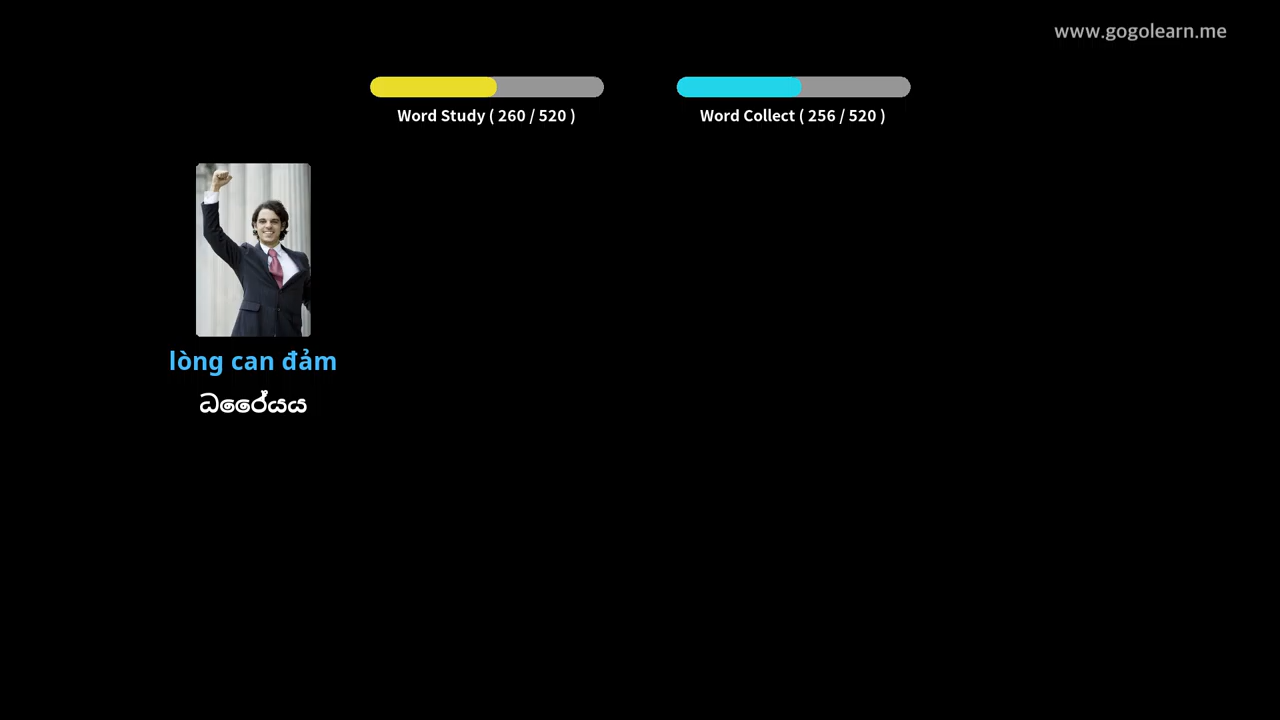 www.gogolearn.me
Word Study ( 260 / 520 )
Word Collect ( 256 / 520 )
lòng can đảm
ධෛර්යය